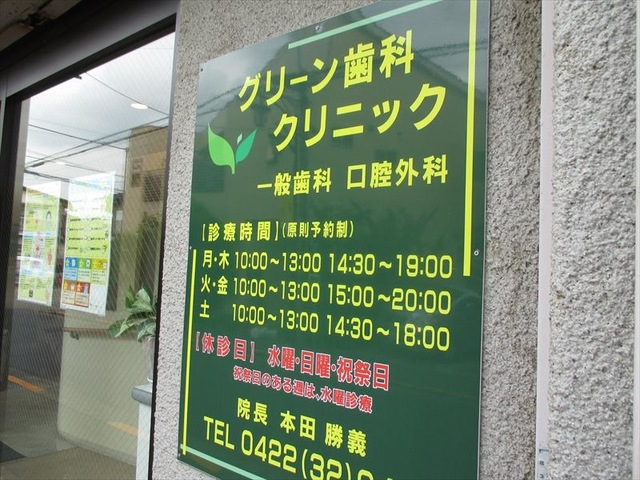 グリーン歯科
クリニック
一般歯科 口腔外科
[診療時間](原則予約制)
月・木 10:00～13:00 14:30～19:00
火・金 10:00～13:00 15:00～20:00
土 10:00～13:00 14:30～18:00
[休診日] 水曜・日曜・祝祭日
祝祭日のある週は、水曜診療
院長 本田 勝義
TEL 0422(32)